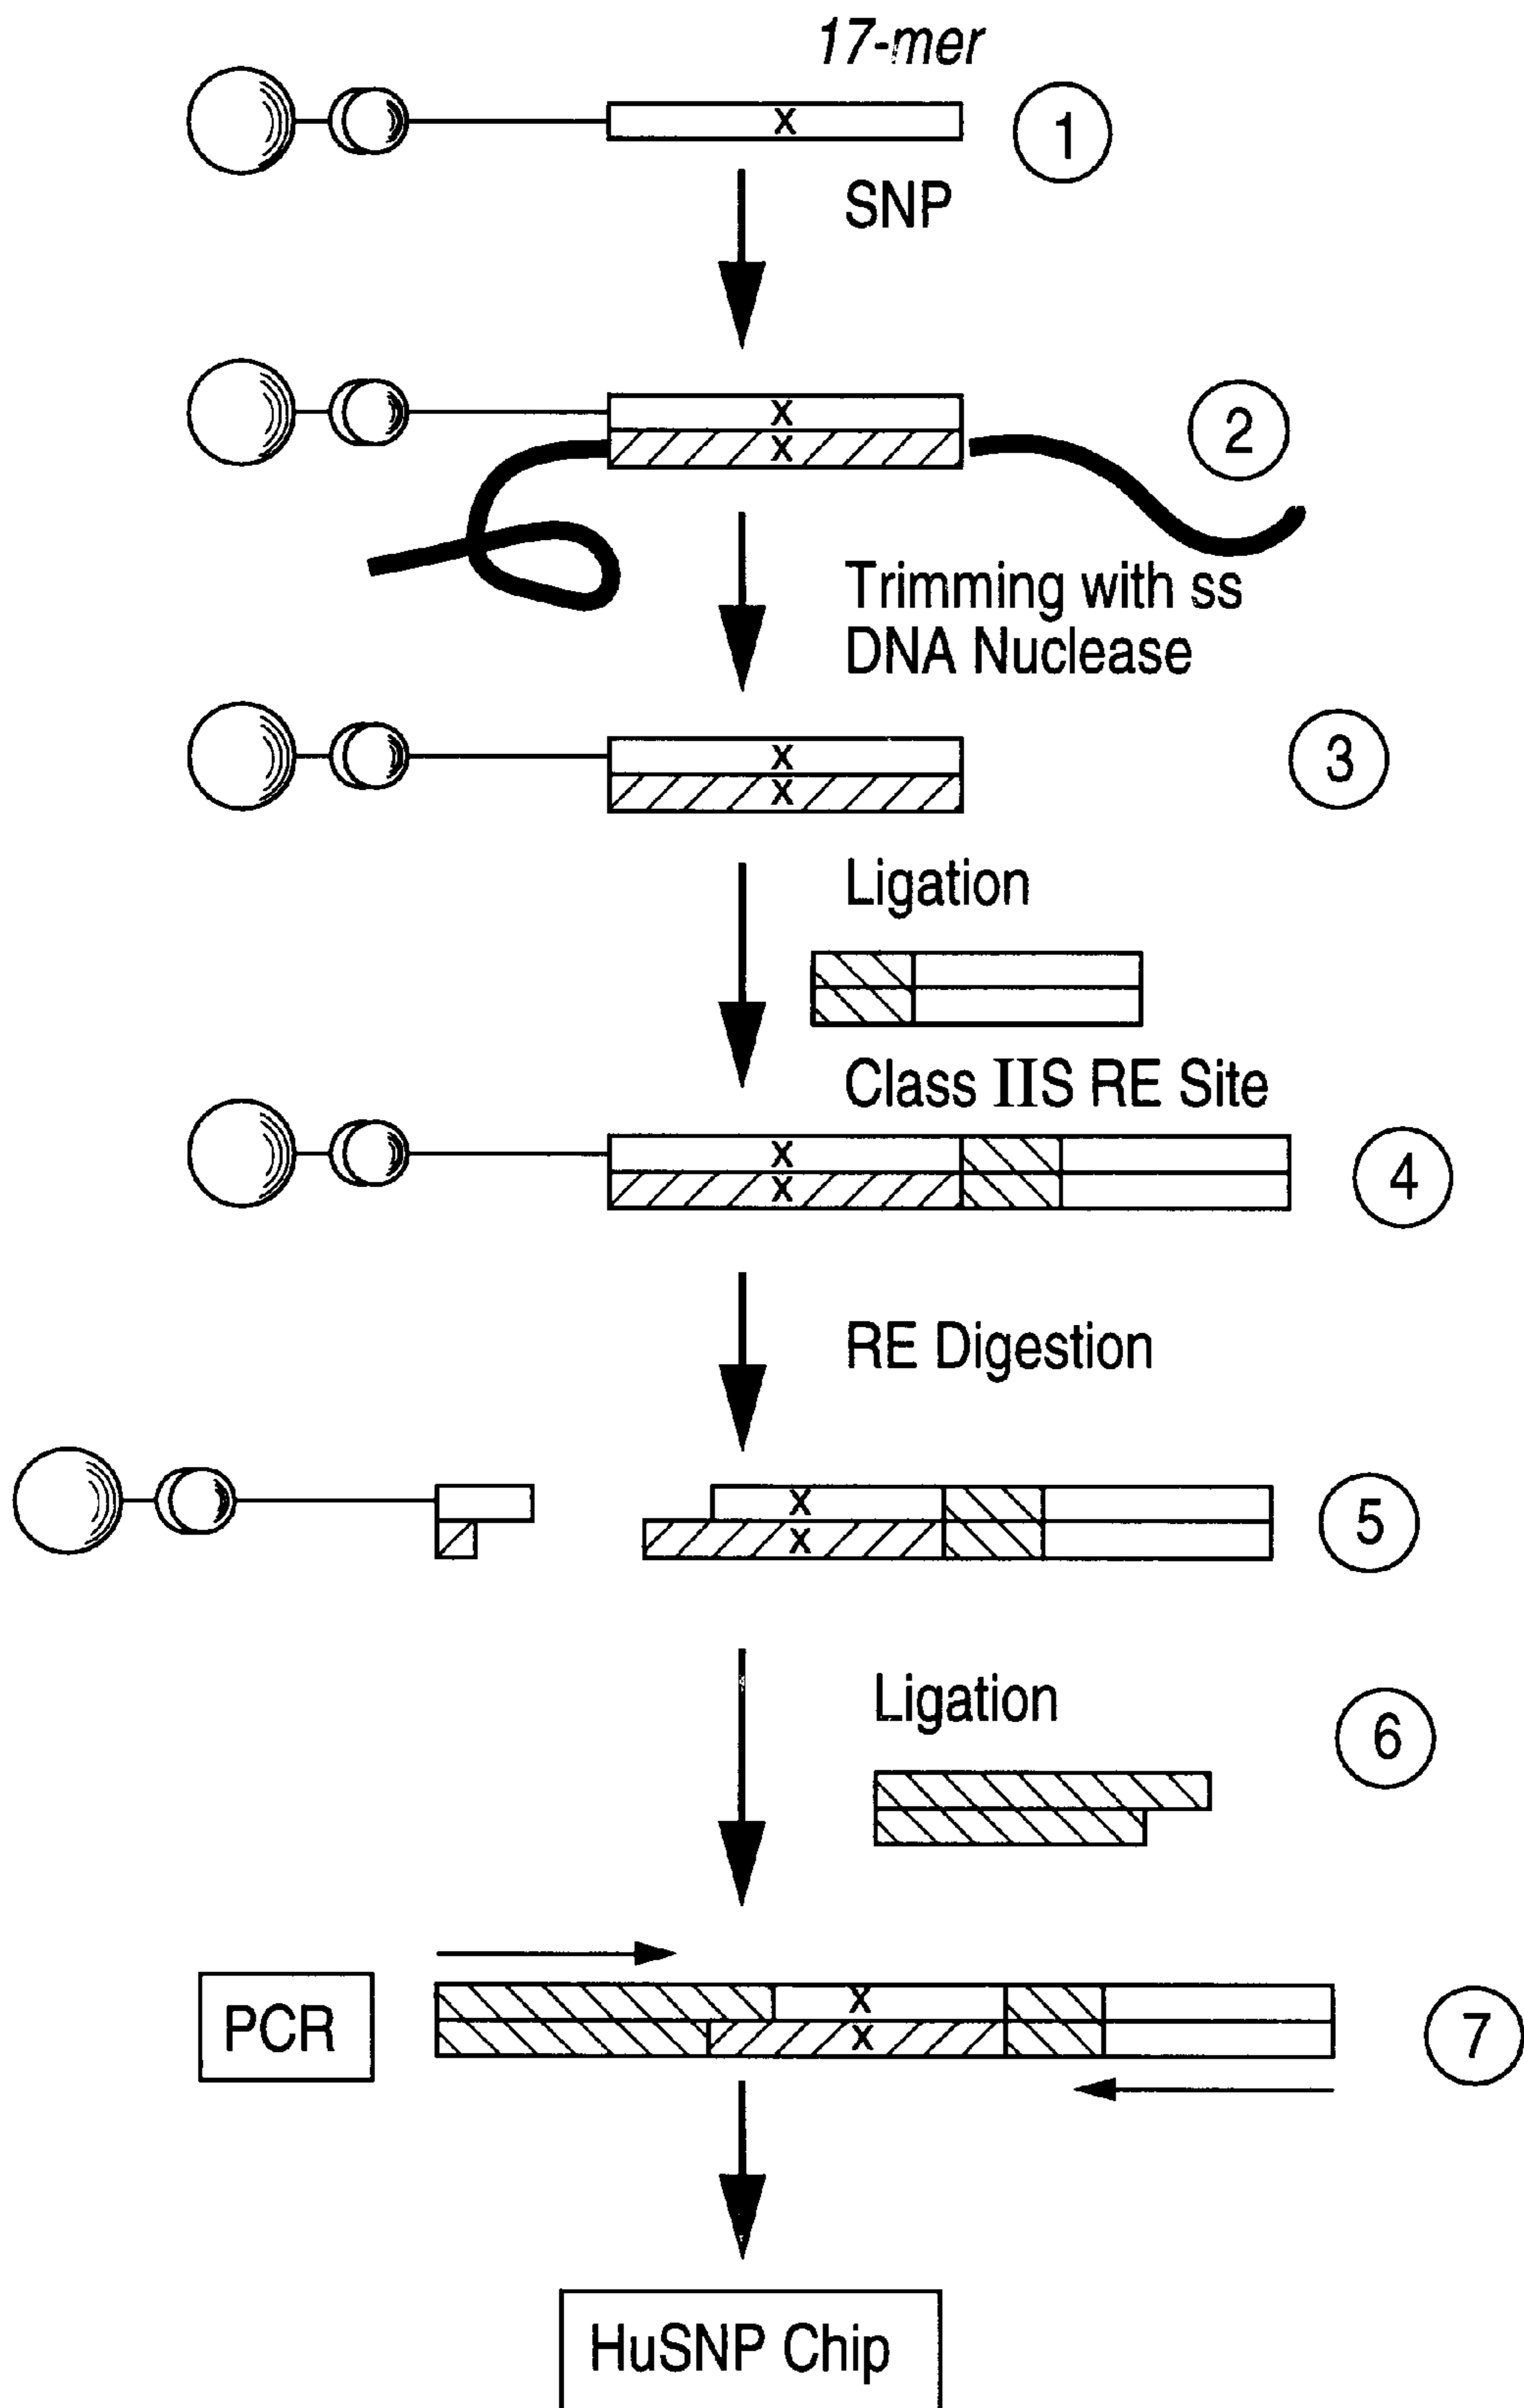 17-mer
X
1
SNP
X
X
2
Trimming with ss
DNA Nuclease
X
X
3
Ligation
Class IIS RE Site
X
X
4
RE Digestion
X
X
5
Ligation
6
PCR
X
X
7
HuSNP Chip